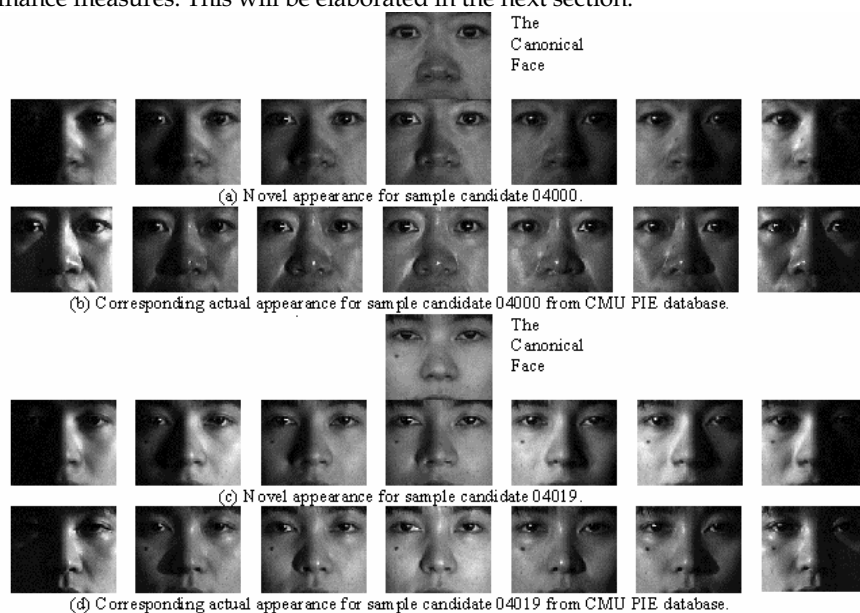 mance measures. This will be elaborated in the next section.
The
Canonical
Face
(a) Novel appearance for sample candidate 04000.
(b) Corresponding actual appearance for sample candidate 04000 from CMU PIE database.
The
Canonical
Face
(c) Novel appearance for sample candidate 04019.
(d) Corresponding actual appearance for sample candidate 04019 from CMU PIE database.